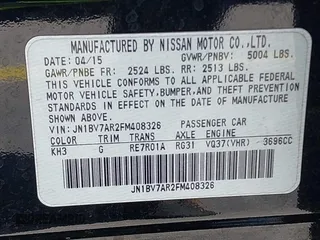 MANUFACTURED BY NISSAN MOTOR CO.,LTD.
DATE: 04/15 GVWR/PNBV: 5004 LBS.
GAWR/PNBE FR: 2524 LBS. RR: 2513 LBS.
THIS VEHICLE CONFORMS TO ALL APPLICABLE FEDERAL
MOTOR VEHICLE SAFETY,BUMPER,AND THEFT PREVENTION
STANDARDS IN EFFECT ON THE DATE OF MANUFACTURE
SHOWN ABOVE.
VIN: JN1BV7AR2FM408326 PASSENGER CAR
COLOR TRIM TRANS AXLE ENGINE
KH3 G RE7R01A RG31 VQ37(VHR) 3696CC
JN1BV7AR2FM408326